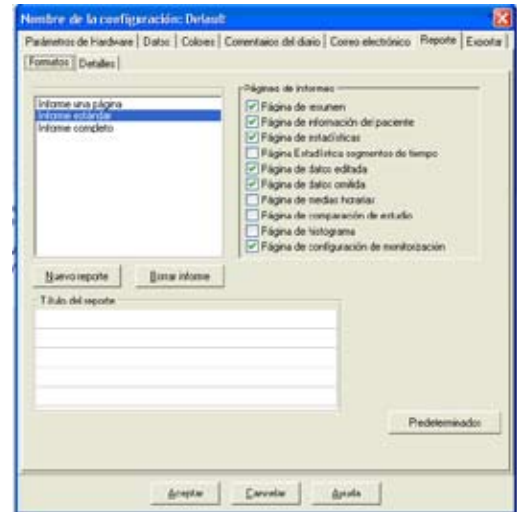 Nombre de la configuración: Default
Parámetros de Hardware Datos Colores Comentarios del diario Correo electrónico Reporte Exportar
Formatos Detalles
Páginas de informes
Informe una página
Informe estándar
Informe completo
Página de resumen
Página de información del paciente
Página de estadísticas
Página Estadística segmentos de tiempo
Página de datos editada
Página de datos omitida
Página de medias horarias
Página de comparación de estudio
Página de histograma
Página de configuración de monitorización
Nuevo reporte Borrar informe
Título del reporte
Predeterminados
Aceptar Cancelar Ayuda